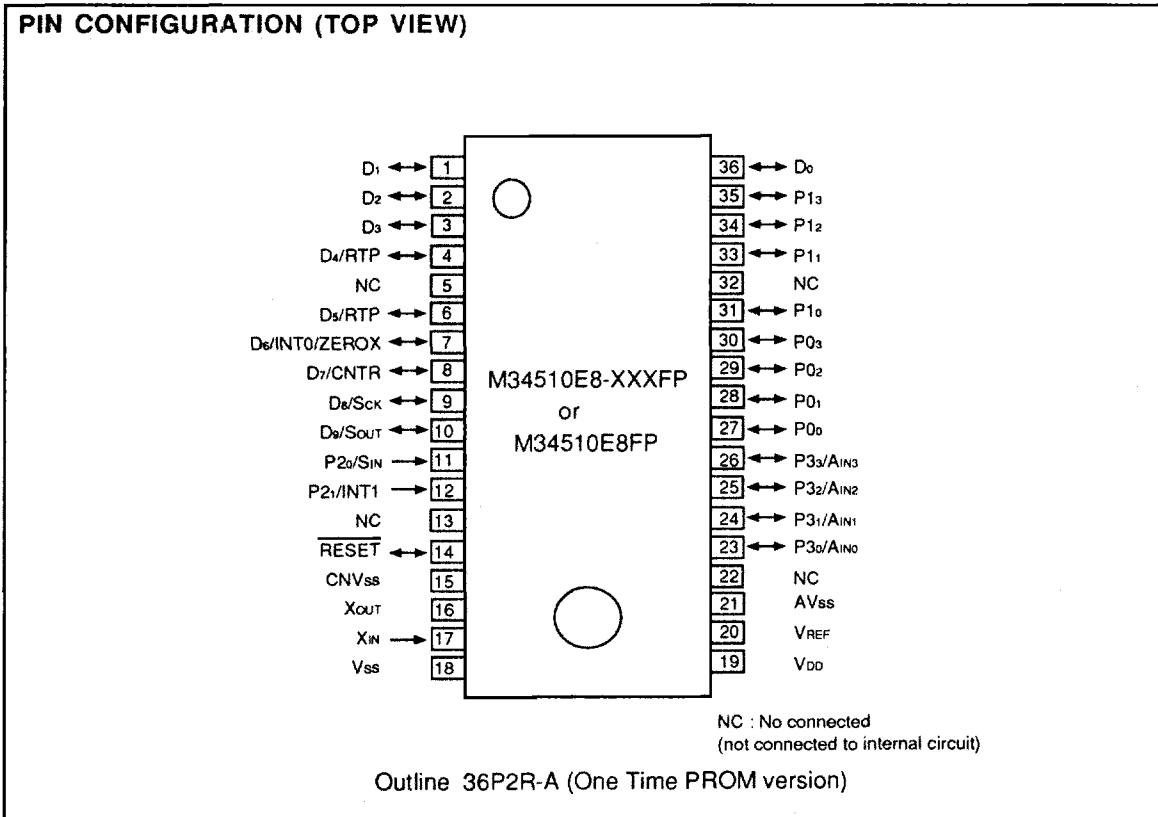 PIN CONFIGURATION (TOP VIEW)
D1 1 36 D0
D2 2 35 P13
D3 3 34 P12
D4/RTP 4 33 P11
NC 5 32 NC
D5/RTP 6 31 P10
D6/INT0/ZEROX 7 30 P03
D7/CNTR 8 29 P02
D8/SCK 9 28 P01
D9/SOUT 10 27 P00
P20/SIN 11 26 P33/AIN3
P21/INT1 12 25 P32/AIN2
NC 13 24 P31/AIN1
RESET 14 23 P30/AIN0
CNVSS 15 22 NC
XOUT 16 21 AVSS
XIN 17 20 VREF
VSS 18 19 VDD
M34510E8-XXXFP
or
M34510E8FP
NC : No connected
(not connected to internal circuit)
Outline 36P2R-A (One Time PROM version)